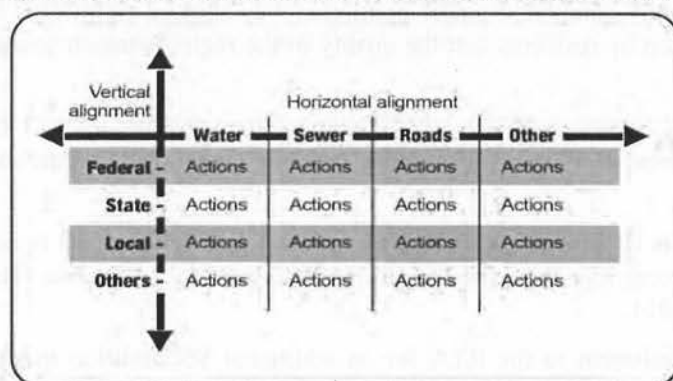 Vertical
alignment
Horizontal alignment
Water Sewer Roads Other
Federal Actions Actions Actions Actions
State Actions Actions Actions Actions
Local Actions Actions Actions Actions
Others Actions Actions Actions Actions